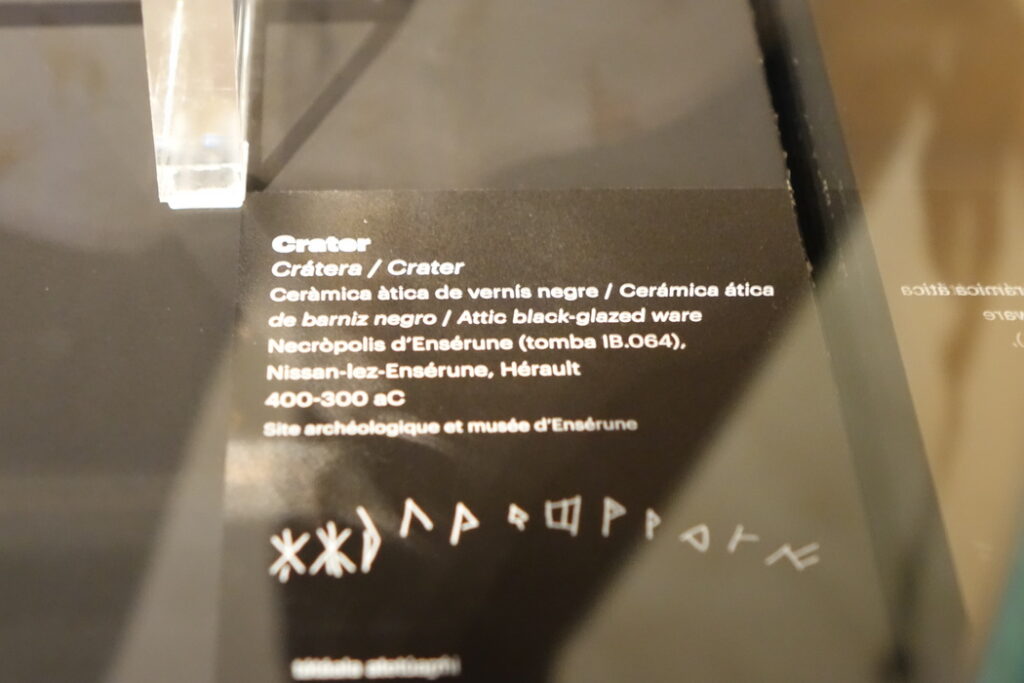 Crater
Crátera / Crater
Ceràmica àtica de vernís negre / Cerámica ática
de barniz negro / Attic black-glazed ware
Necròpolis d'Ensérune (tomba IB.064),
Nissan-lez-Ensérune, Hérault
400-300 aC
Site archéologique et musée d'Ensérune